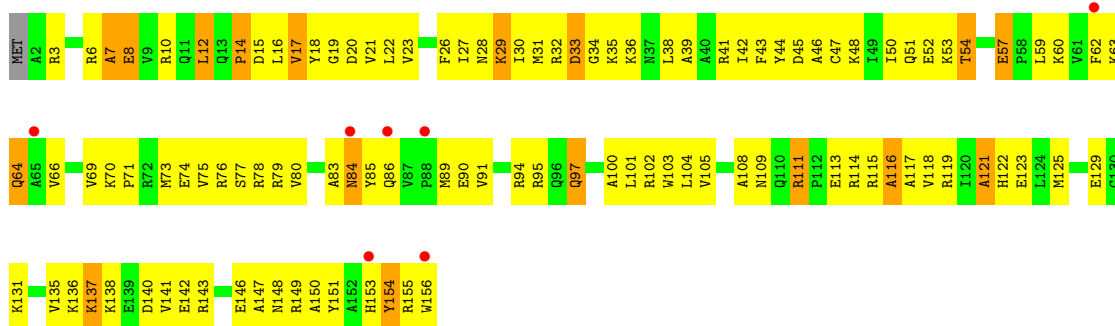 MET A2 R3 R6 A7 E8 V9 R10 Q11 L12 Q13 P14 D15 L16 V17 Y18 G19 D20 V21 L22 V23 F26 I27 N28 K29 I30 M31 R32 D33 G34 K35 K36 N37 L38 A39 A40 R41 I42 F43 Y44 D45 A46 C47 K48 I49 I50 Q51 E52 K53 T54 E57 P58 L59 K60 V61 F62 K63
Q64 A65 V66 V69 K70 P71 R72 M73 E74 V75 R76 S77 R78 R79 V80 A83 N84 Y85 Q86 V87 P88 M89 E90 V91 R94 R95 Q96 Q97 A100 L101 R102 W103 L104 V105 A108 N109 Q110 R111 P112 E113 R114 R115 A116 A117 V118 R119 I120 A121 H122 E123 L124 M125 E129 G130
K131 V135 K136 K137 K138 E139 D140 V141 E142 R143 E146 A147 N148 R149 A150 Y151 A152 H153 Y154 R155 W156